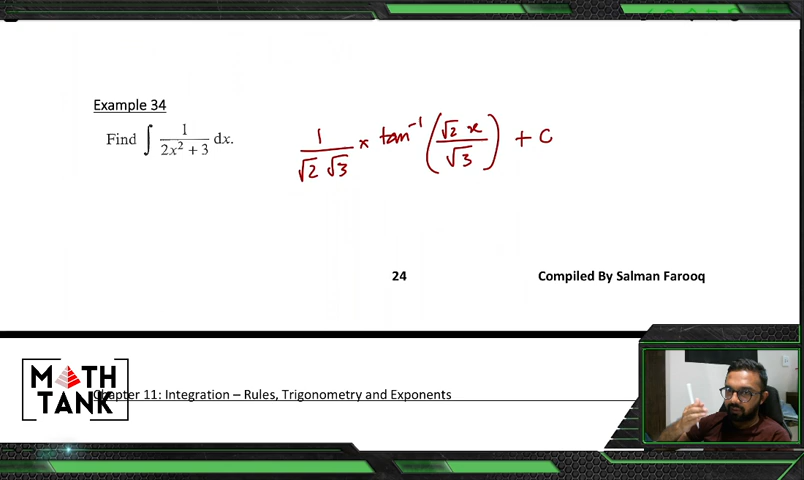 Example 34
Find ∫ 1/(2x² + 3) dx.
1/(√2 √3) × tan⁻¹ (√2 x/√3) + C
24
Compiled By Salman Farooq
MATH
TANK
Chapter 11: Integration – Rules, Trigonometry and Exponents